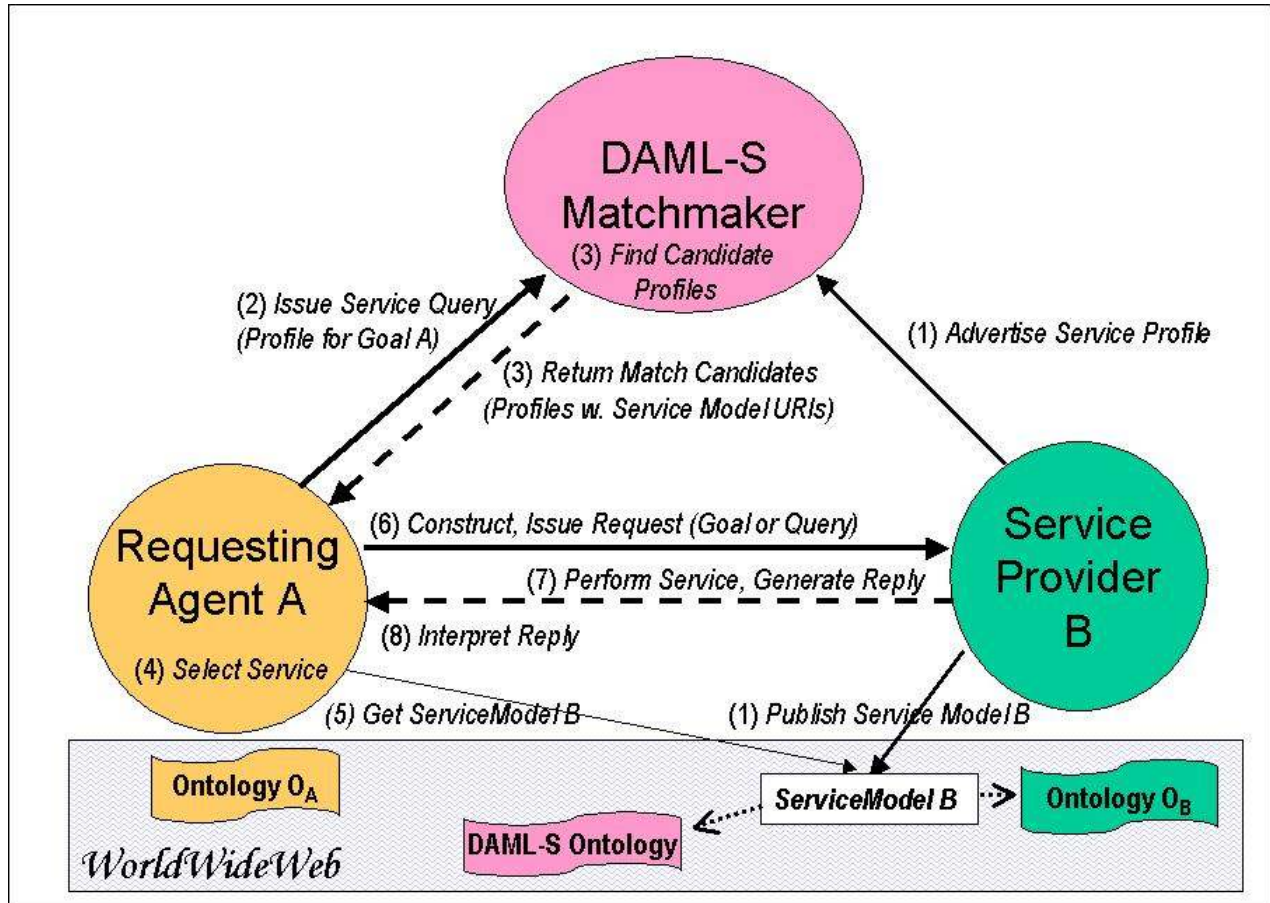 DAML-S
Matchmaker
(3) Find Candidate
Profiles
(2) Issue Service Query
(Profile for Goal A)
(1) Advertise Service Profile
(3) Return Match Candidates
(Profiles w. Service Model URIs)
Requesting
Agent A
(4) Select Service
(6) Construct, Issue Request (Goal or Query)
(7) Perform Service, Generate Reply
(8) Interpret Reply
Service
Provider
B
(5) Get ServiceModel B
(1) Publish Service Model B
Ontology OA
ServiceModel B
Ontology OB
DAML-S Ontology
WorldWideWeb